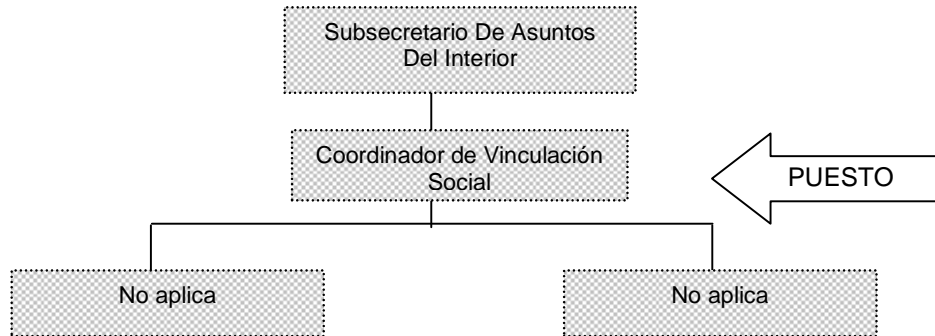 Subsecretario De Asuntos
Del Interior
Coordinador de Vinculación
Social
PUESTO
No aplica
No aplica